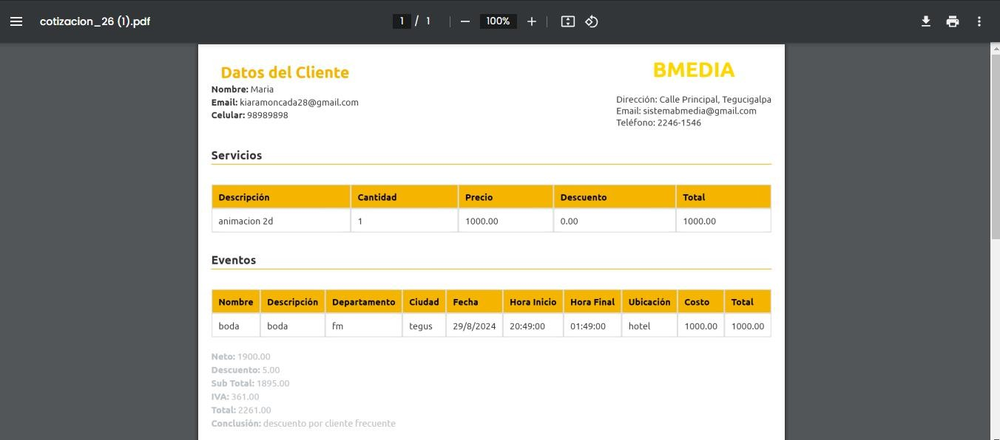 cotizacion_26 (1).pdf
1 / 1
100%
Datos del Cliente
Nombre: Maria
Email: kiaramoncada28@gmail.com
Celular: 98989898
BMEDIA
Dirección: Calle Principal, Tegucigalpa
Email: sistemabmedia@gmail.com
Teléfono: 2246-1546
Servicios
Descripción Cantidad Precio Descuento Total
animacion 2d 1 1000.00 0.00 1000.00
Eventos
Nombre Descripción Departamento Ciudad Fecha Hora Inicio Hora Final Ubicación Costo Total
boda boda fm tegus 29/8/2024 20:49:00 01:49:00 hotel 1000.00 1000.00
Neto: 1900.00
Descuento: 5.00
Sub Total: 1895.00
IVA: 361.00
Total: 2261.00
Conclusión: descuento por cliente frecuente